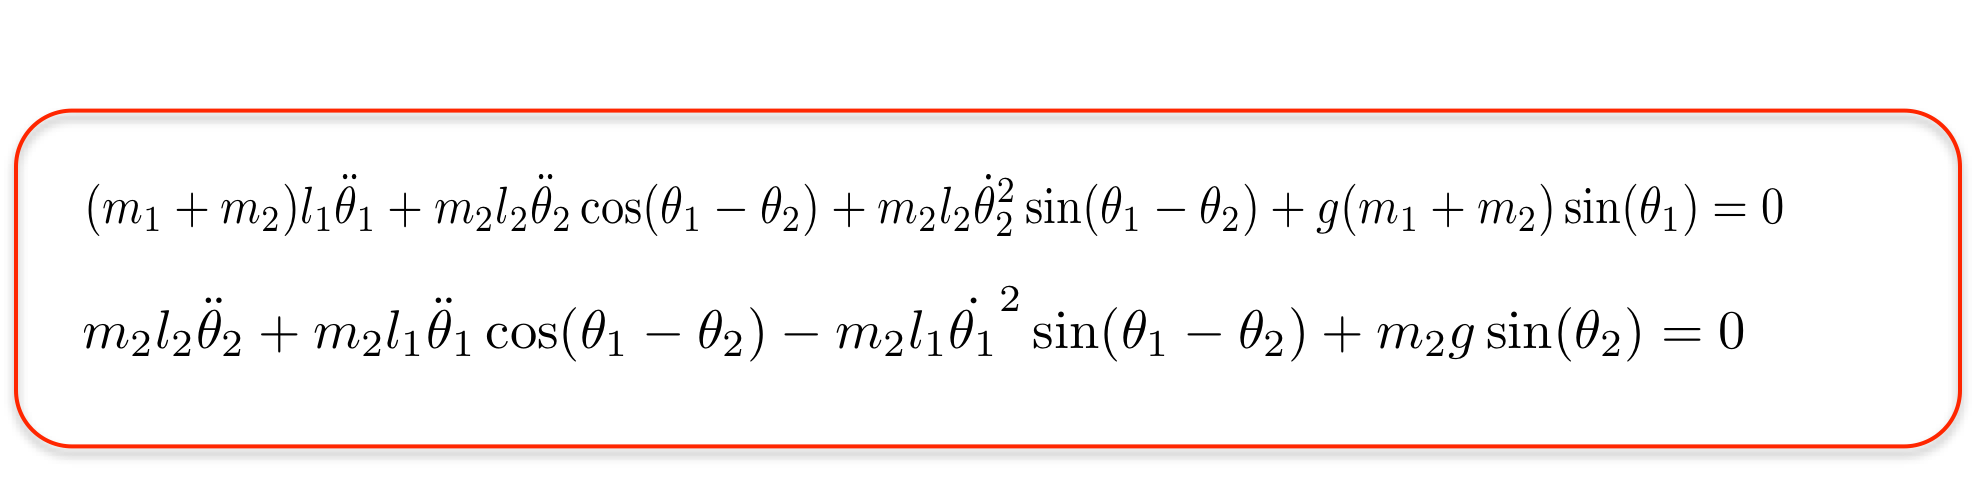 (m₁ + m₂)l₁θ̈₁ + m₂l₂θ̈₂ cos(θ₁ − θ₂) + m₂l₂θ̇₂² sin(θ₁ − θ₂) + g(m₁ + m₂) sin(θ₁) = 0
m₂l₂θ̈₂ + m₂l₁θ̈₁ cos(θ₁ − θ₂) − m₂l₁θ̇₁² sin(θ₁ − θ₂) + m₂g sin(θ₂) = 0